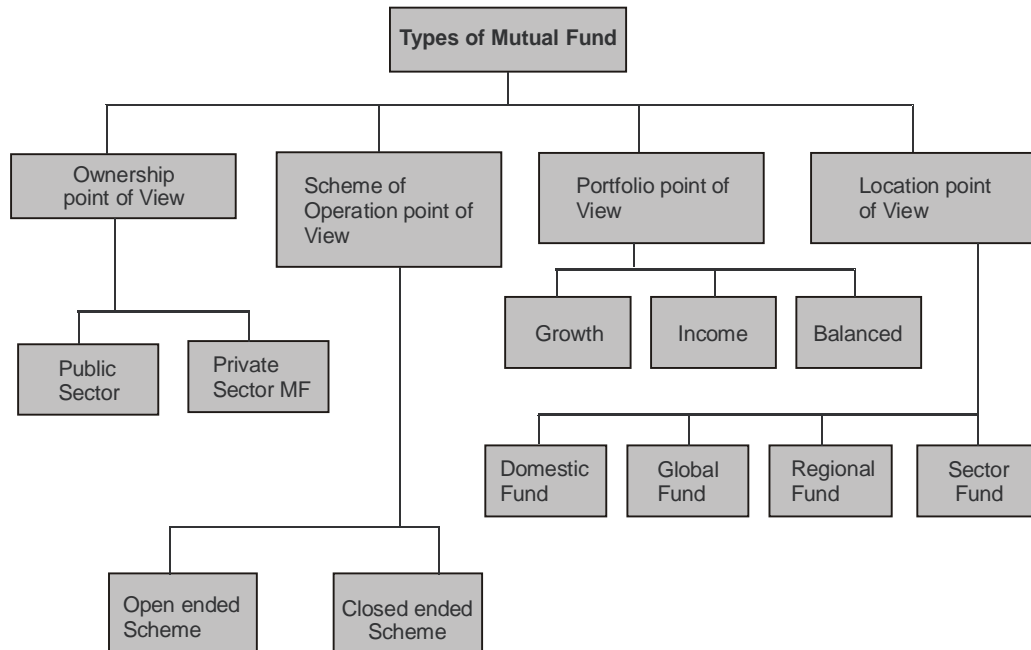 Types of Mutual Fund
Ownership
point of View
Scheme of
Operation point of
View
Portfolio point of
View
Location point
of View
Growth
Income
Balanced
Public
Sector
Private
Sector MF
Domestic
Fund
Global
Fund
Regional
Fund
Sector
Fund
Open ended
Scheme
Closed ended
Scheme